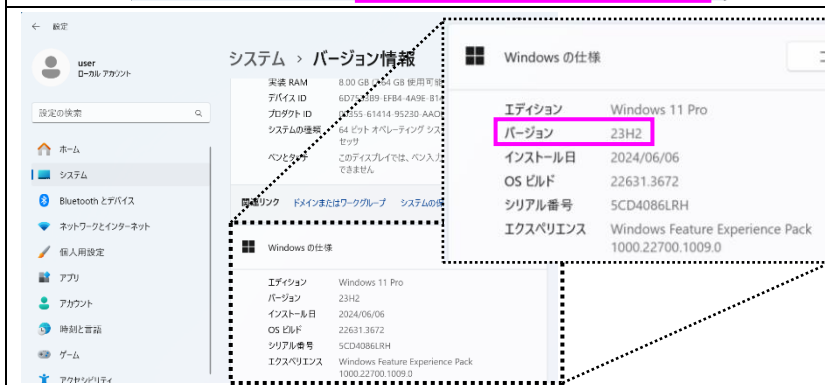 ← 設定
user
ローカル アカウント
設定の検索
ホーム
システム
Bluetooth とデバイス
ネットワークとインターネット
個人用設定
アプリ
アカウント
時刻と言語
ゲーム
アクセシビリティ
システム › バージョン情報
実装 RAM 8.00 GB
デバイス ID
プロダクト ID
システムの種類 64 ビット オペレーティング
セッサ
ペンとタッチ このディスプレイでは、ペン入力
できません
関連リンク ドメインまたはワークグループ
Windows の仕様
エディション Windows 11 Pro
バージョン 23H2
インストール日 2024/06/06
OS ビルド 22631.3672
シリアル番号 5CD4086LRH
エクスペリエンス Windows Feature Experience Pack
1000.22700.1009.0
Windows の仕様
エディション Windows 11 Pro
バージョン 23H2
インストール日 2024/06/06
OS ビルド 22631.3672
シリアル番号 5CD4086LRH
エクスペリエンス Windows Feature Experience Pack
1000.22700.1009.0